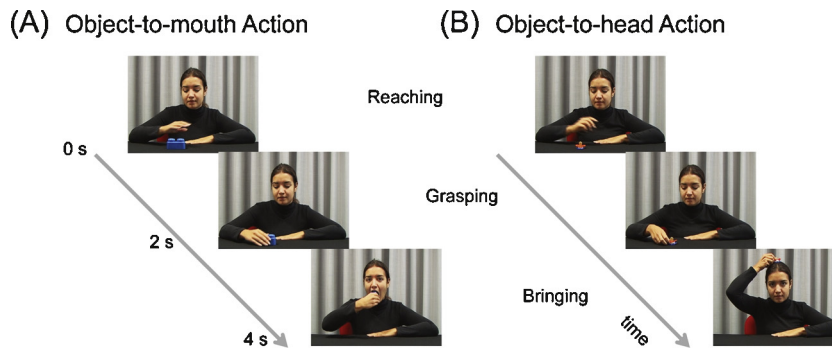 (A) Object-to-mouth Action
(B) Object-to-head Action
Reaching
0 s
Grasping
2 s
Bringing
4 s
time